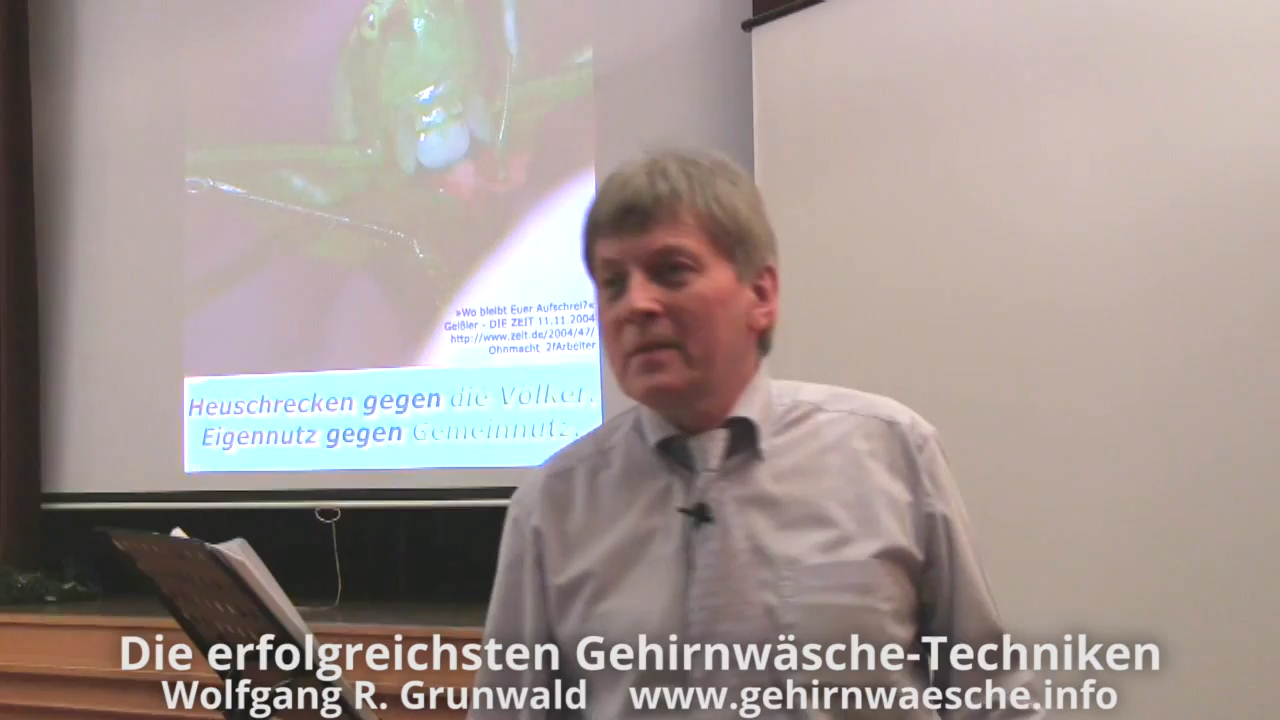 »Wo bleibt Euer Aufschrei?«
Geißler - DIE ZEIT 11.11.2004
http://www.zeit.de/2004/47/
Ohnmacht_2fArbeiter
Heuschrecken gegen die Völker.
Eigennutz gegen Gemeinnutz.
Die erfolgreichsten Gehirnwäsche-Techniken
Wolfgang R. Grunwald www.gehirnwaesche.info